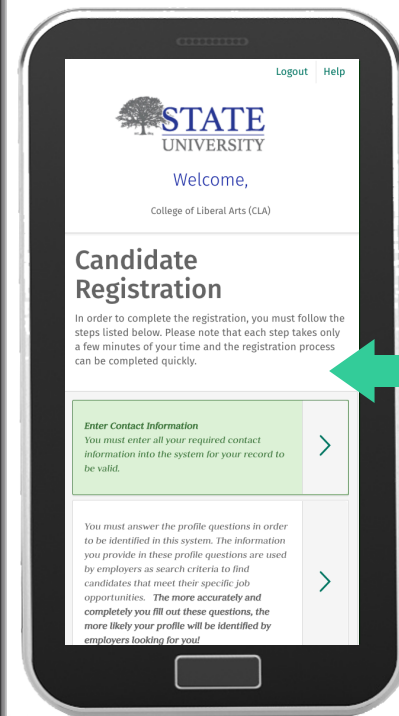 Logout Help
STATE
UNIVERSITY
Welcome,
College of Liberal Arts (CLA)
Candidate
Registration
In order to complete the registration, you must follow the
steps listed below. Please note that each step takes only
a few minutes of your time and the registration process
can be completed quickly.
Enter Contact Information
You must enter all your required contact
information into the system for your record to
be valid.
You must answer the profile questions in order
to be identified in this system. The information
you provide in these profile questions are used
by employers as search criteria to find
candidates that meet their specific job
opportunities. The more accurately and
completely you fill out these questions, the
more likely your profile will be identified by
employers looking for you!